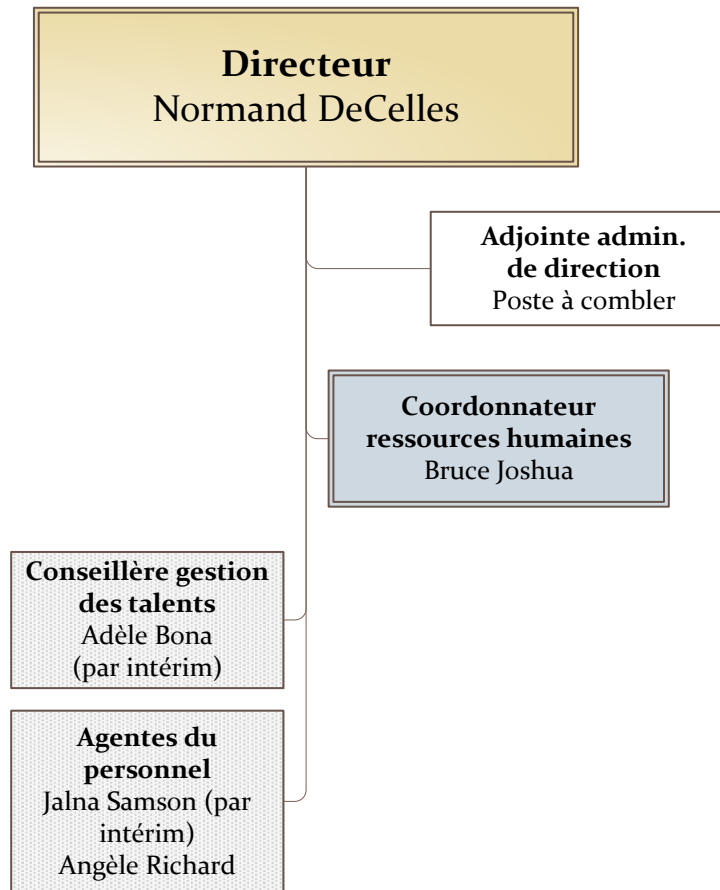 Directeur
Normand DeCelles
Adjointe admin.
de direction
Poste à combler
Coordonnateur
ressources humaines
Bruce Joshua
Conseillère gestion
des talents
Adèle Bona
(par intérim)
Agentes du
personnel
Jalna Samson (par
intérim)
Angèle Richard